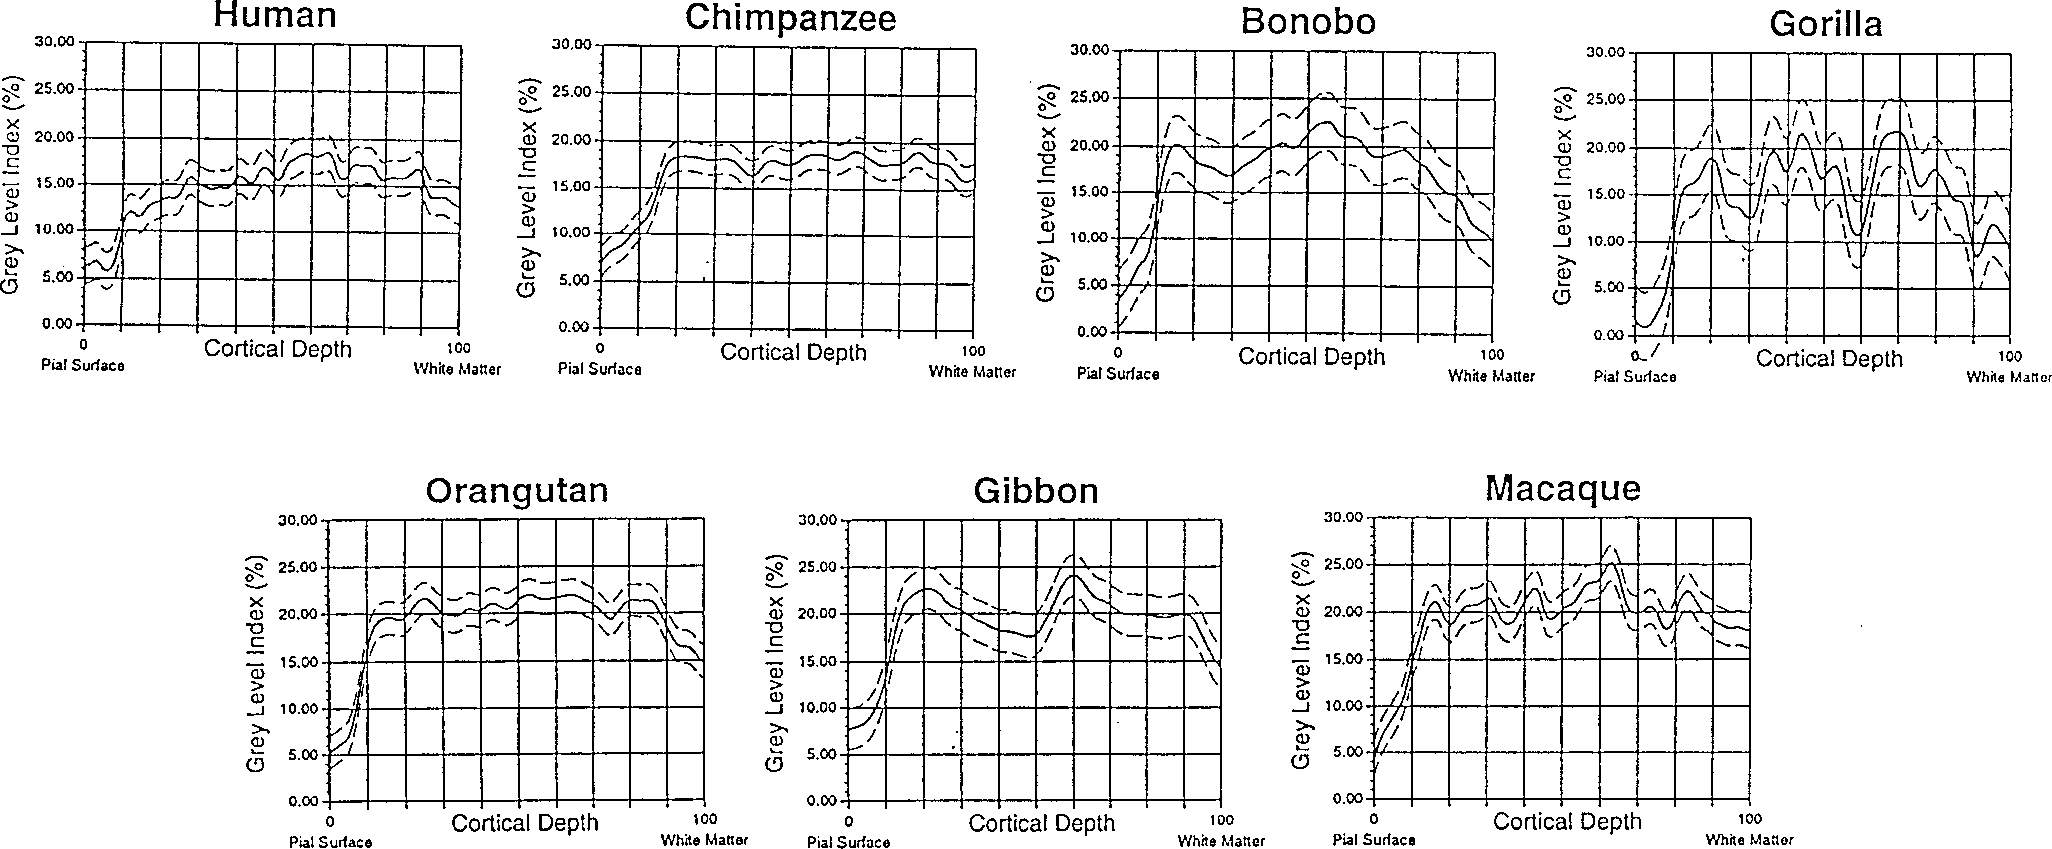 Human
Grey Level Index (%)
30.00
25.00
20.00
15.00
10.00
5.00
0.00
0
Cortical Depth
100
Pial Surface
White Matter
Chimpanzee
Grey Level Index (%)
30.00
25.00
20.00
15.00
10.00
5.00
0.00
0
Cortical Depth
100
Pial Surface
White Matter
Bonobo
Grey Level Index (%)
30.00
25.00
20.00
15.00
10.00
5.00
0.00
0
Cortical Depth
100
Pial Surface
White Matter
Gorilla
Grey Level Index (%)
30.00
25.00
20.00
15.00
10.00
5.00
0.00
0
Cortical Depth
100
Pial Surface
White Matter
Orangutan
Grey Level Index (%)
30.00
25.00
20.00
15.00
10.00
5.00
0.00
0
Cortical Depth
100
Pial Surface
White Matter
Gibbon
Grey Level Index (%)
30.00
25.00
20.00
15.00
10.00
5.00
0.00
0
Cortical Depth
100
Pial Surface
White Matter
Macaque
Grey Level Index (%)
30.00
25.00
20.00
15.00
10.00
5.00
0.00
0
Cortical Depth
100
Pial Surface
White Matter